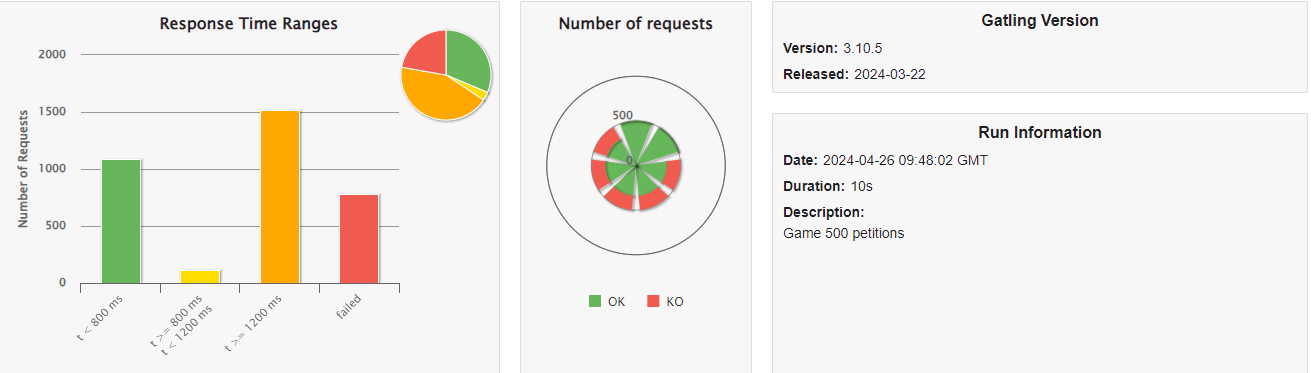 Response Time Ranges
Number of Requests
2000
1500
1000
500
0
t < 800 ms
t >= 800 ms
t < 1200 ms
t >= 1200 ms
failed
Number of requests
500
0
OK
KO
Gatling Version
Version: 3.10.5
Released: 2024-03-22
Run Information
Date: 2024-04-26 09:48:02 GMT
Duration: 10s
Description:
Game 500 petitions